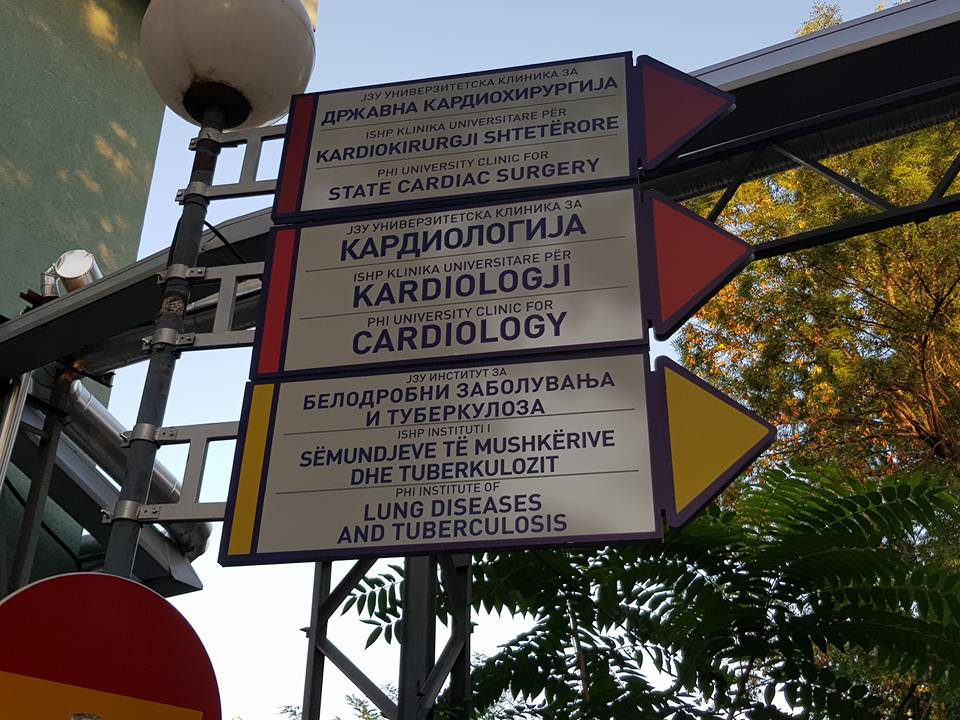 ЈЗУ УНИВЕРЗИТЕТСКА КЛИНИКА ЗА
ДРЖАВНА КАРДИОХИРУРГИЈА
ISHP KLINIKA UNIVERSITARE PËR
KARDIOKIRURGJI SHTETËRORE
PHI UNIVERSITY CLINIC FOR
STATE CARDIAC SURGERY
ЈЗУ УНИВЕРЗИТЕТСКА КЛИНИКА ЗА
КАРДИОЛОГИЈА
ISHP KLINIKA UNIVERSITARE PËR
KARDIOLOGJI
PHI UNIVERSITY CLINIC FOR
CARDIOLOGY
ЈЗУ ИНСТИТУТ ЗА
БЕЛОДРОБНИ ЗАБОЛУВАЊА
И ТУБЕРКУЛОЗА
ISHP INSTITUTI I
SËMUNDJEVE TË MUSHKËRIVE
DHE TUBERKULOZIT
PHI INSTITUTE OF
LUNG DISEASES
AND TUBERCULOSIS